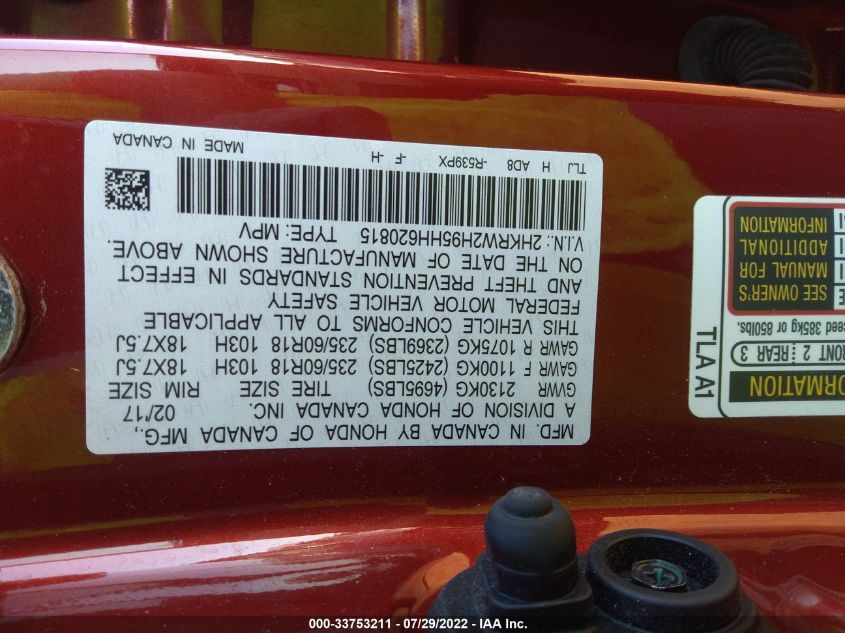 MFD. IN CANADA BY HONDA OF CANADA MFG.,
A DIVISION OF HONDA CANADA INC. 02/'17
GVWR 2130KG (4695LBS) TIRE SIZE RIM SIZE
GAWR F 1100KG (2425LBS) 235/60R18 103H 18X7.5J
GAWR R 1075KG (2369LBS) 235/60R18 103H 18X7.5J
THIS VEHICLE CONFORMS TO ALL APPLICABLE
FEDERAL MOTOR VEHICLE SAFETY
AND THEFT PREVENTION STANDARDS IN EFFECT
ON THE DATE OF MANUFACTURE SHOWN ABOVE.
V.I.N.: 2HKRW2H95HH620815 TYPE: MPV
TLJ H AD8 -R539PX -F -H MADE IN CANADA
TLA A1
ORMATION
RONT 2 REAR 3
ceed 385kg or 850lbs.
SEE OWNER'S
MANUAL FOR
ADDITIONAL
INFORMATION
000-33753211 - 07/29/2022 - IAA Inc.